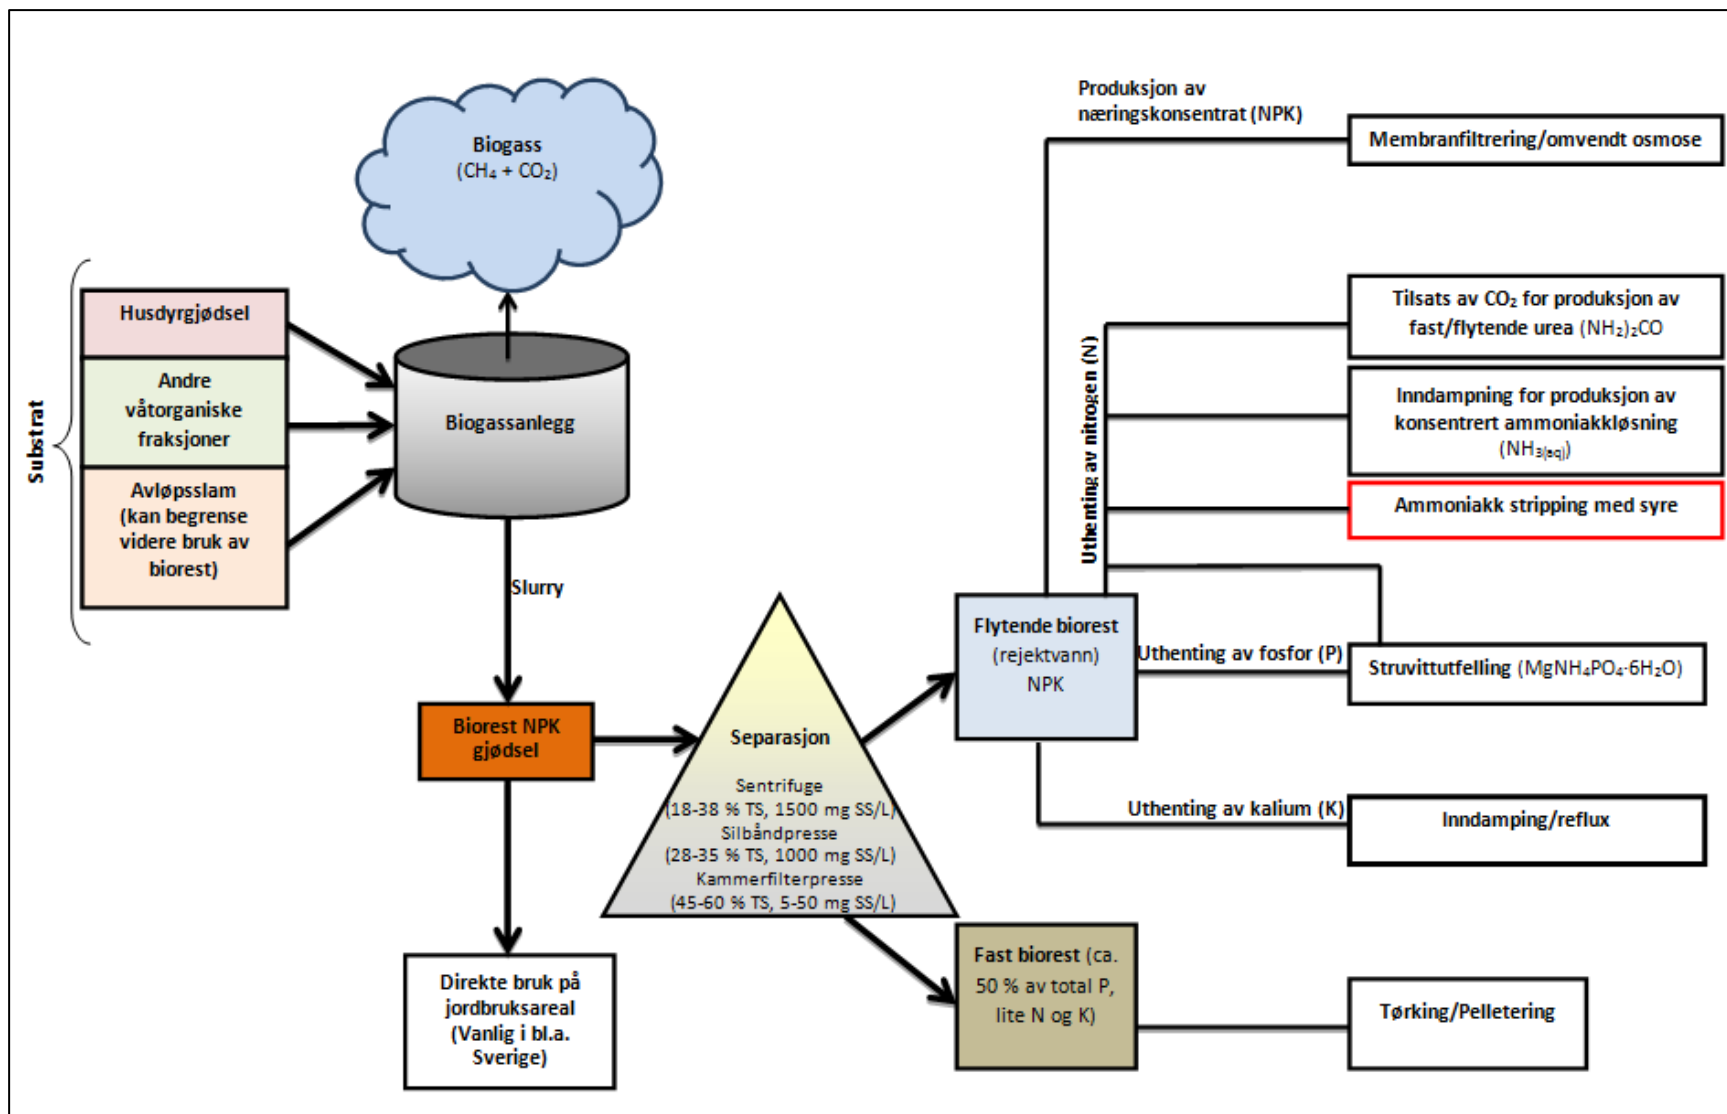 Produksjon av
næringskonsentrat (NPK)
Membranfiltrering/omvendt osmose
Biogass
(CH₄ + CO₂)
Substrat
Husdyrgjødsel
Andre
våtorganiske
fraksjoner
Avløpsslam
(kan begrense
videre bruk av
biorest)
Biogassanlegg
Slurry
Biorest NPK
gjødsel
Direkte bruk på
jordbruksareal
(Vanlig i bl.a.
Sverige)
Separasjon
Sentrifuge
(18-38 % TS, 1500 mg SS/L)
Silbåndpresse
(28-35 % TS, 1000 mg SS/L)
Kammerfilterpresse
(45-60 % TS, 5-50 mg SS/L)
Flytende biorest
(rejektvann)
NPK
Uthenting av nitrogen (N)
Tilsats av CO₂ for produksjon av
fast/flytende urea (NH₂)₂CO
Inndampning for produksjon av
konsentrert ammoniakkløsning
(NH₃(aq))
Ammoniakk stripping med syre
Uthenting av fosfor (P)
Struvittutfelling (MgNH₄PO₄·6H₂O)
Uthenting av kalium (K)
Inndamping/reflux
Fast biorest (ca.
50 % av total P,
lite N og K)
Tørking/Pelletering